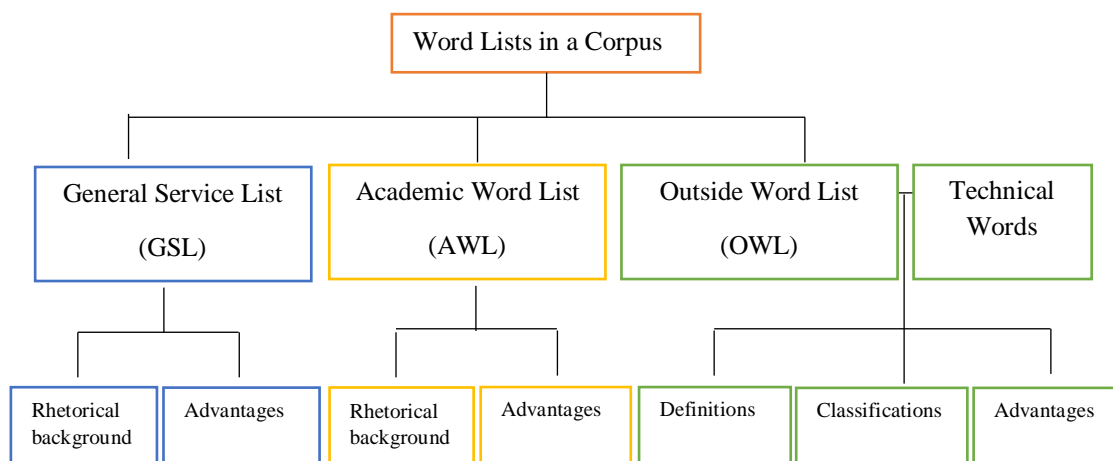 Word Lists in a Corpus
General Service List
(GSL)
Academic Word List
(AWL)
Outside Word List
(OWL)
Technical
Words
Rhetorical
background
Advantages
Rhetorical
background
Advantages
Definitions
Classifications
Advantages